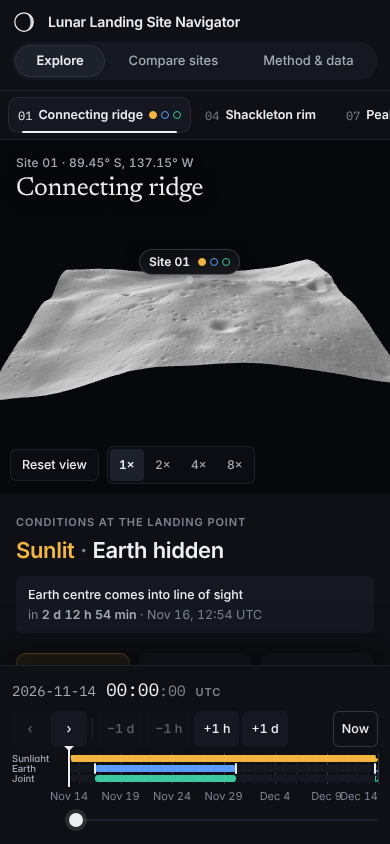 Lunar Landing Site Navigator
Explore Compare sites Method & data
01 Connecting ridge 04 Shackleton rim 07
Site 01 · 89.45° S, 137.15° W
Connecting ridge
Site 01
Reset view 1× 2× 4× 8×
CONDITIONS AT THE LANDING POINT
Sunlit · Earth hidden
Earth centre comes into line of sight
in 2 d 12 h 54 min · Nov 16, 12:54 UTC
2026-11-14 00:00:00 UTC
‹ › −1 d −1 h +1 h +1 d Now
Sunlight
Earth
Joint
Nov 14 Nov 19 Nov 24 Nov 29 Dec 4 Dec 9 Dec 14